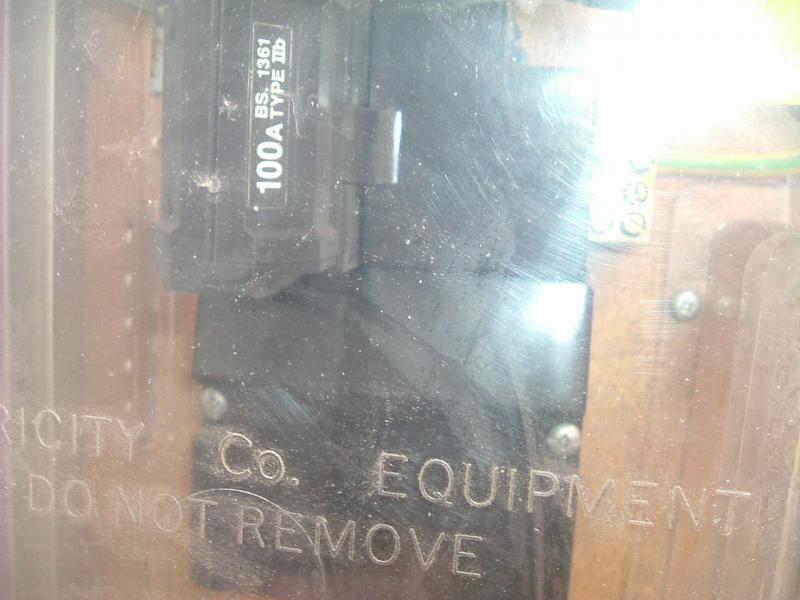 100A
BS. 1361
TYPE IIb
RICITY Co. EQUIPMENT
DO NOT REMOVE